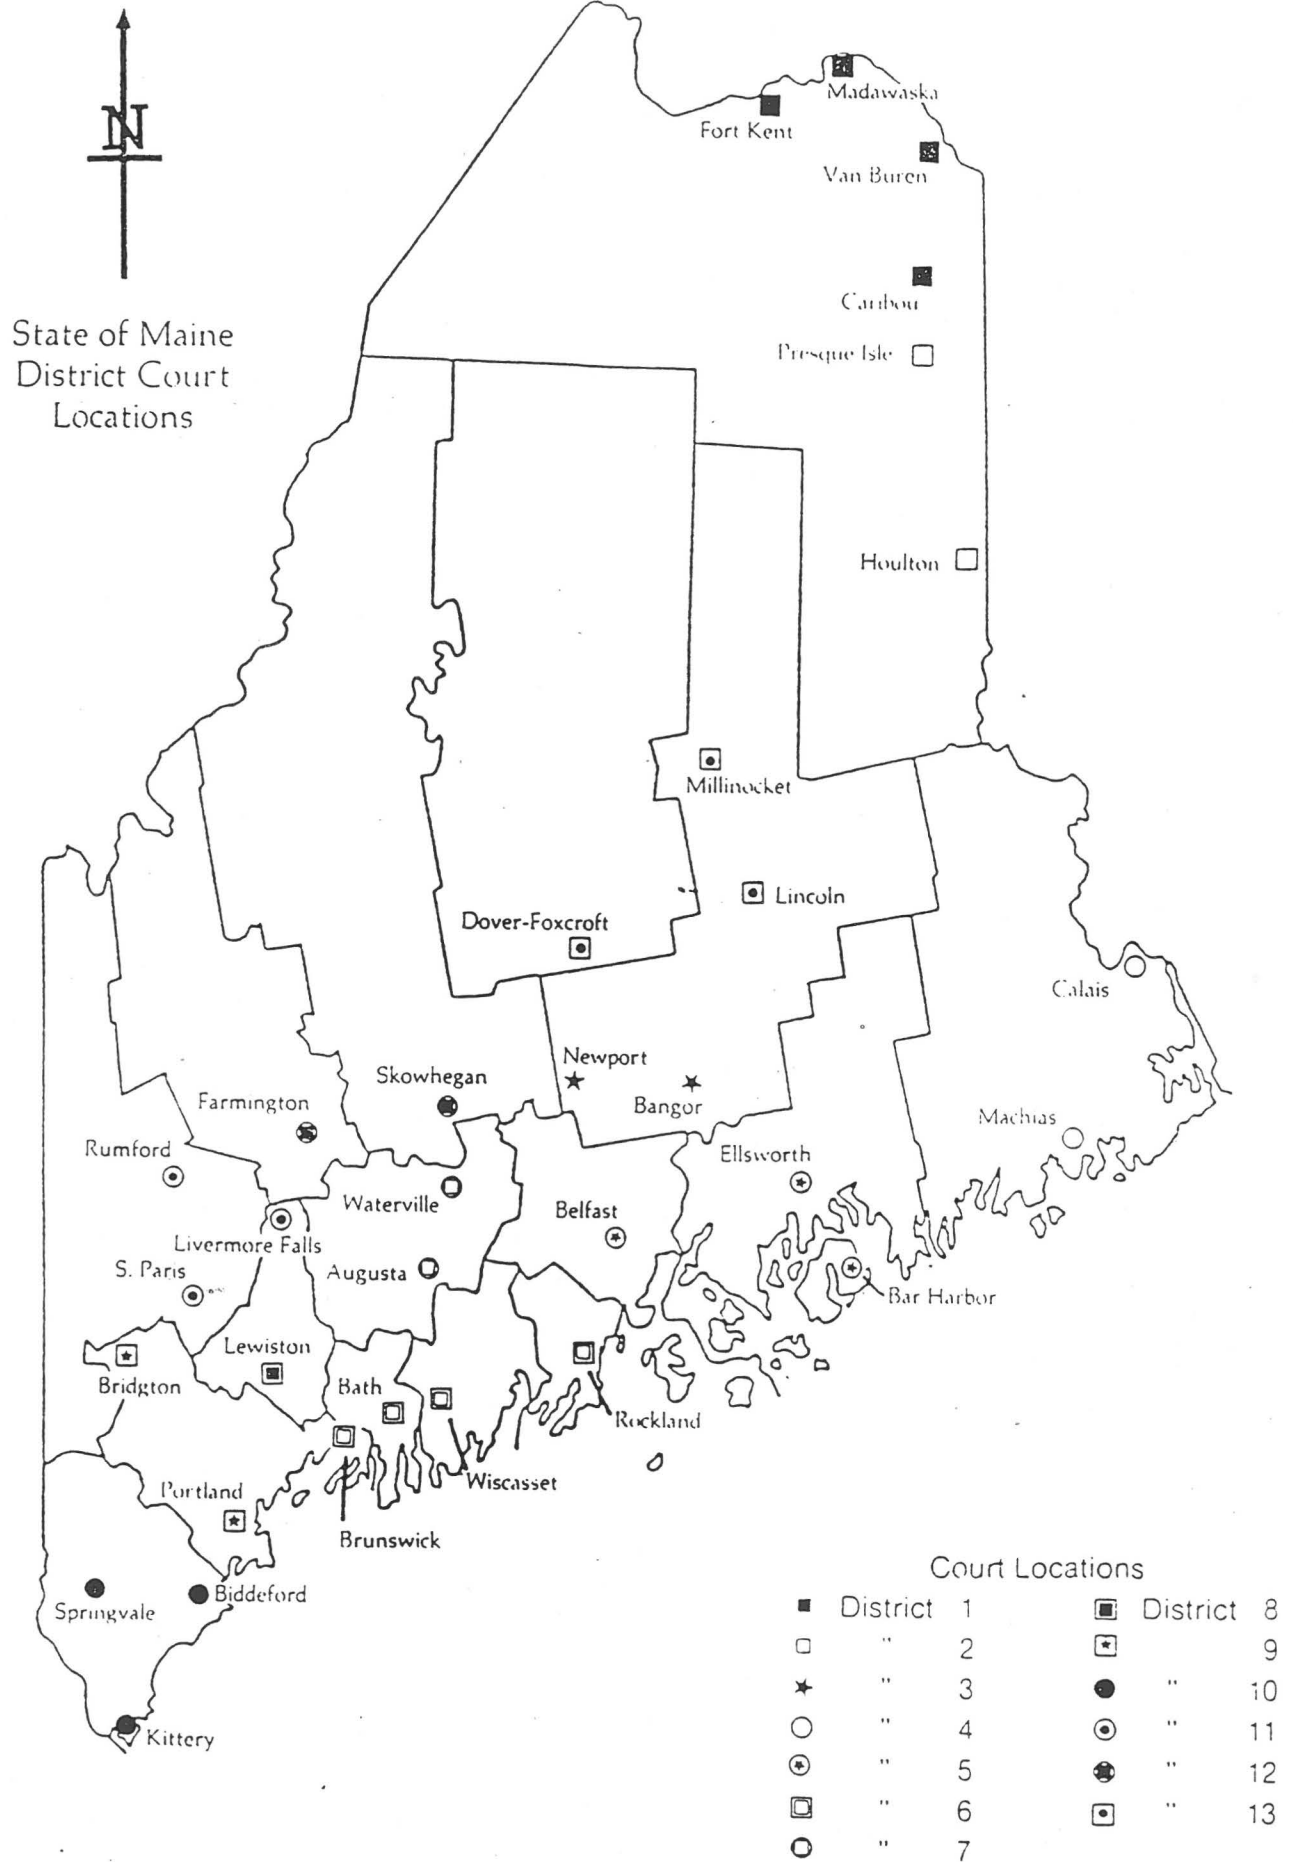 N
State of Maine
District Court
Locations
Madawaska
Fort Kent
Van Buren
Caribou
Presque Isle
Houlton
Millinocket
Lincoln
Dover-Foxcroft
Calais
Newport
Skowhegan
Bangor
Farmington
Machias
Rumford
Ellsworth
Waterville
Belfast
Livermore Falls
S. Paris
Augusta
Bar Harbor
Lewiston
Bridgton
Bath
Rockland
Wiscasset
Portland
Brunswick
Biddeford
Springvale
Kittery
Court Locations
District 1
" 2
" 3
" 4
" 5
" 6
" 7
District 8
9
" 10
" 11
" 12
" 13